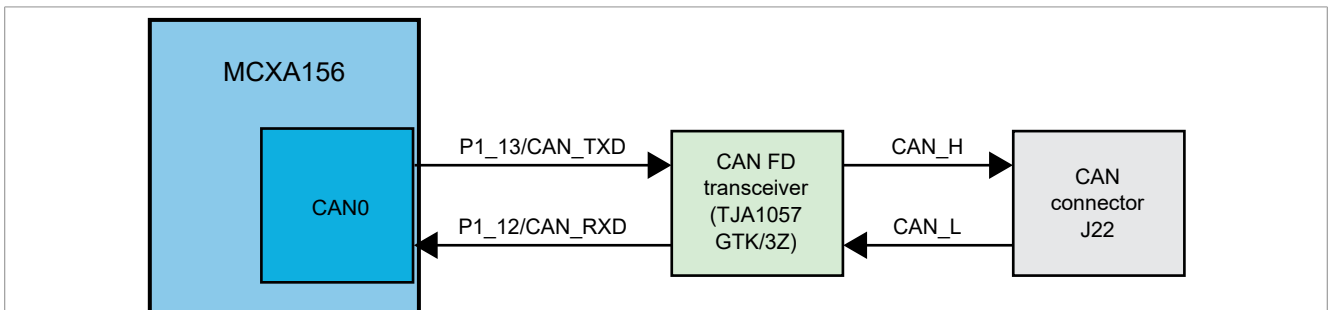 MCXA156
CAN0
P1_13/CAN_TXD
P1_12/CAN_RXD
CAN FD
transceiver
(TJA1057
GTK/3Z)
CAN_H
CAN_L
CAN
connector
J22